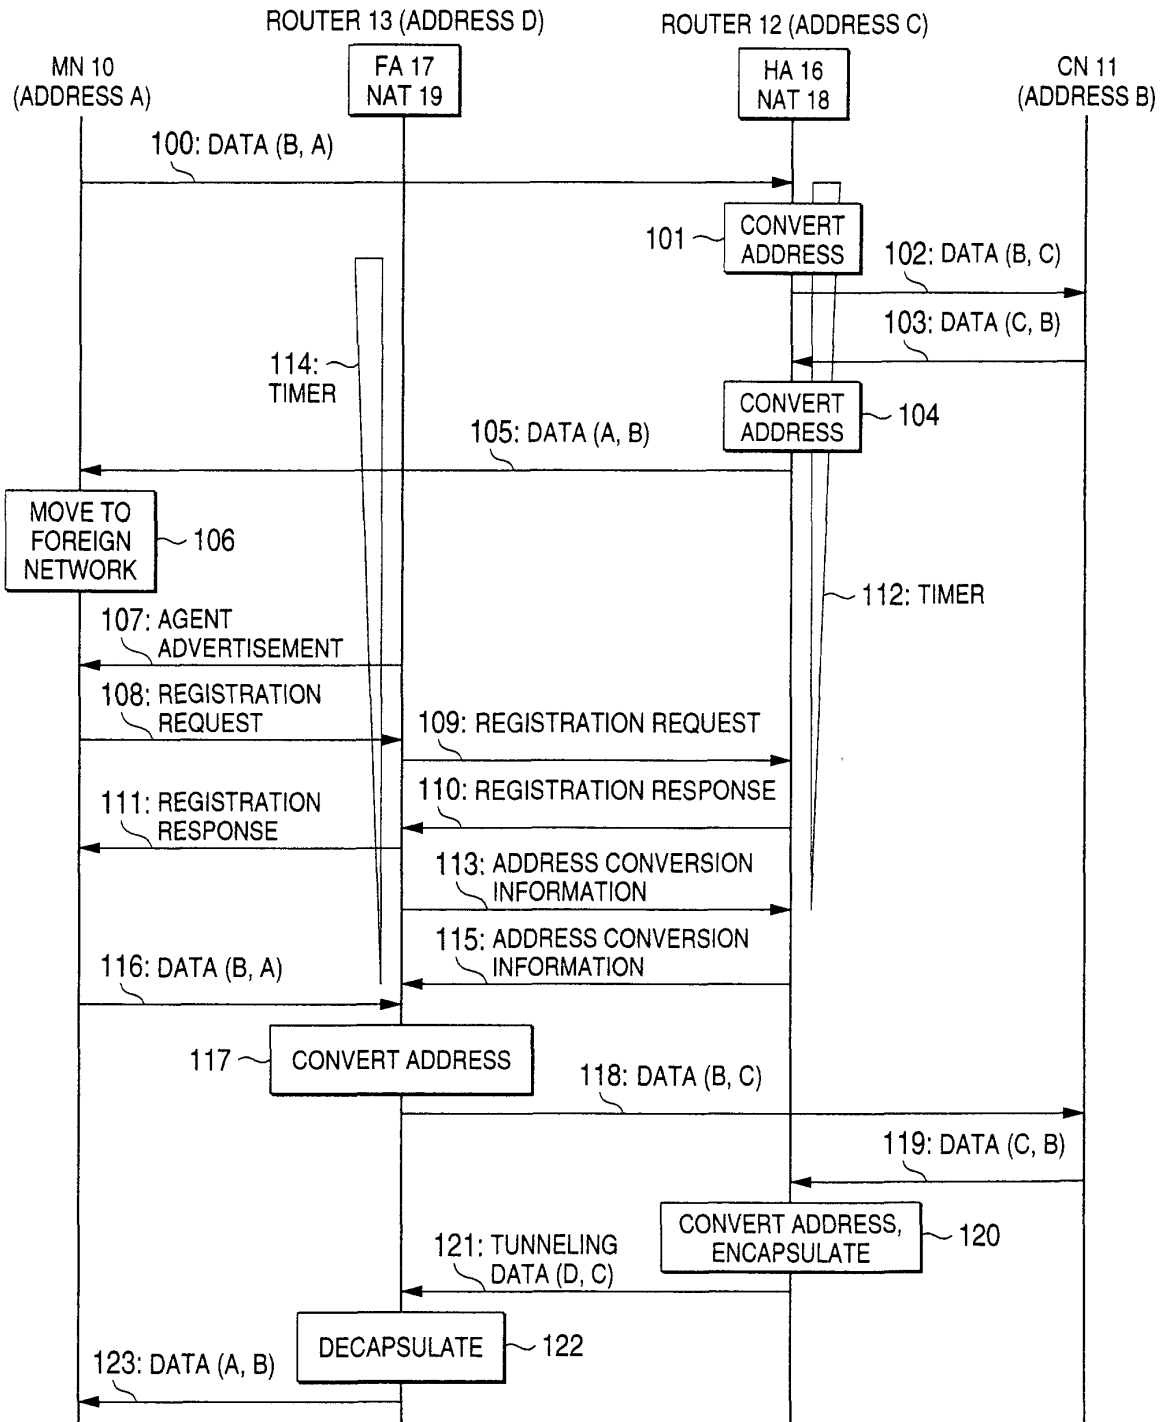 ROUTER 13 (ADDRESS D)
ROUTER 12 (ADDRESS C)
MN 10
(ADDRESS A)
FA 17
NAT 19
HA 16
NAT 18
CN 11
(ADDRESS B)
100: DATA (B, A)
101
CONVERT
ADDRESS
102: DATA (B, C)
103: DATA (C, B)
114:
TIMER
CONVERT
ADDRESS
104
105: DATA (A, B)
MOVE TO
FOREIGN
NETWORK
106
112: TIMER
107: AGENT
ADVERTISEMENT
108: REGISTRATION
REQUEST
109: REGISTRATION REQUEST
110: REGISTRATION RESPONSE
111: REGISTRATION
RESPONSE
113: ADDRESS CONVERSION
INFORMATION
115: ADDRESS CONVERSION
INFORMATION
116: DATA (B, A)
117
CONVERT ADDRESS
118: DATA (B, C)
119: DATA (C, B)
CONVERT ADDRESS,
ENCAPSULATE
120
121: TUNNELING
DATA (D, C)
DECAPSULATE
122
123: DATA (A, B)